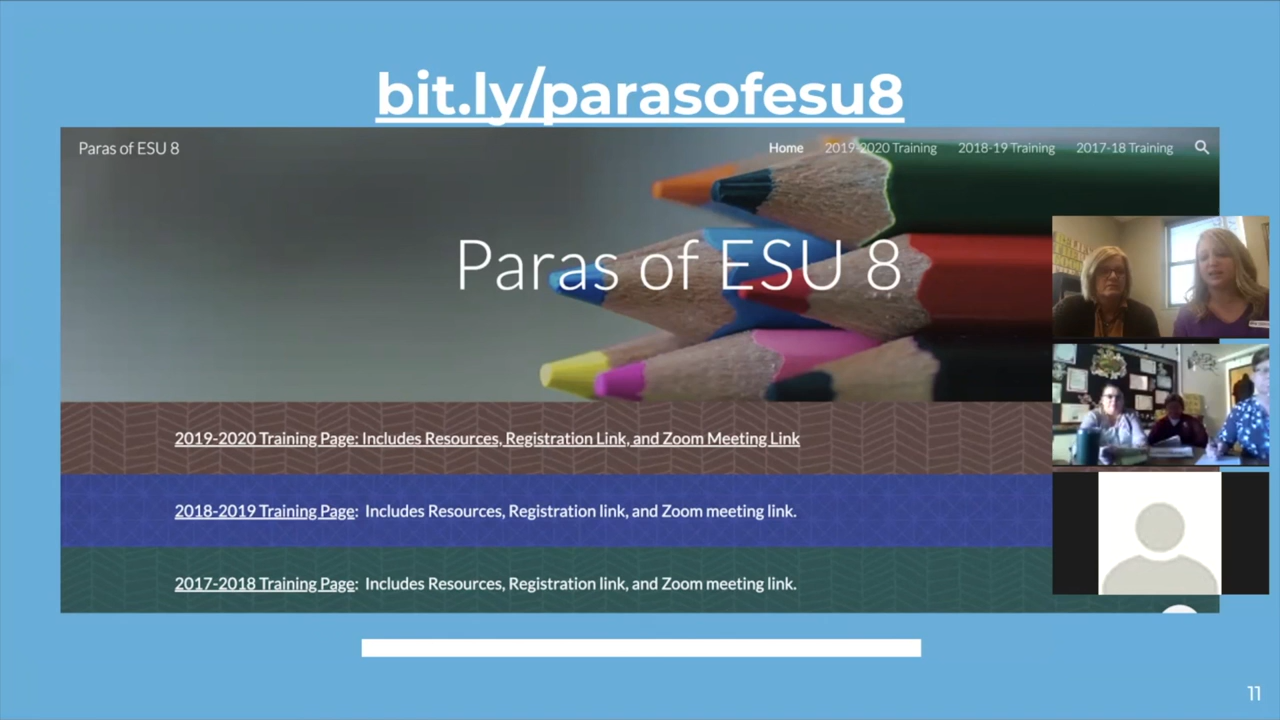 bit.ly/parasofesu8
Paras of ESU 8
Home 2019-2020 Training 2018-19 Training 2017-18 Training
Paras of ESU 8
2019-2020 Training Page: Includes Resources, Registration Link, and Zoom Meeting Link
2018-2019 Training Page: Includes Resources, Registration link, and Zoom meeting link.
2017-2018 Training Page: Includes Resources, Registration link, and Zoom meeting link.
11